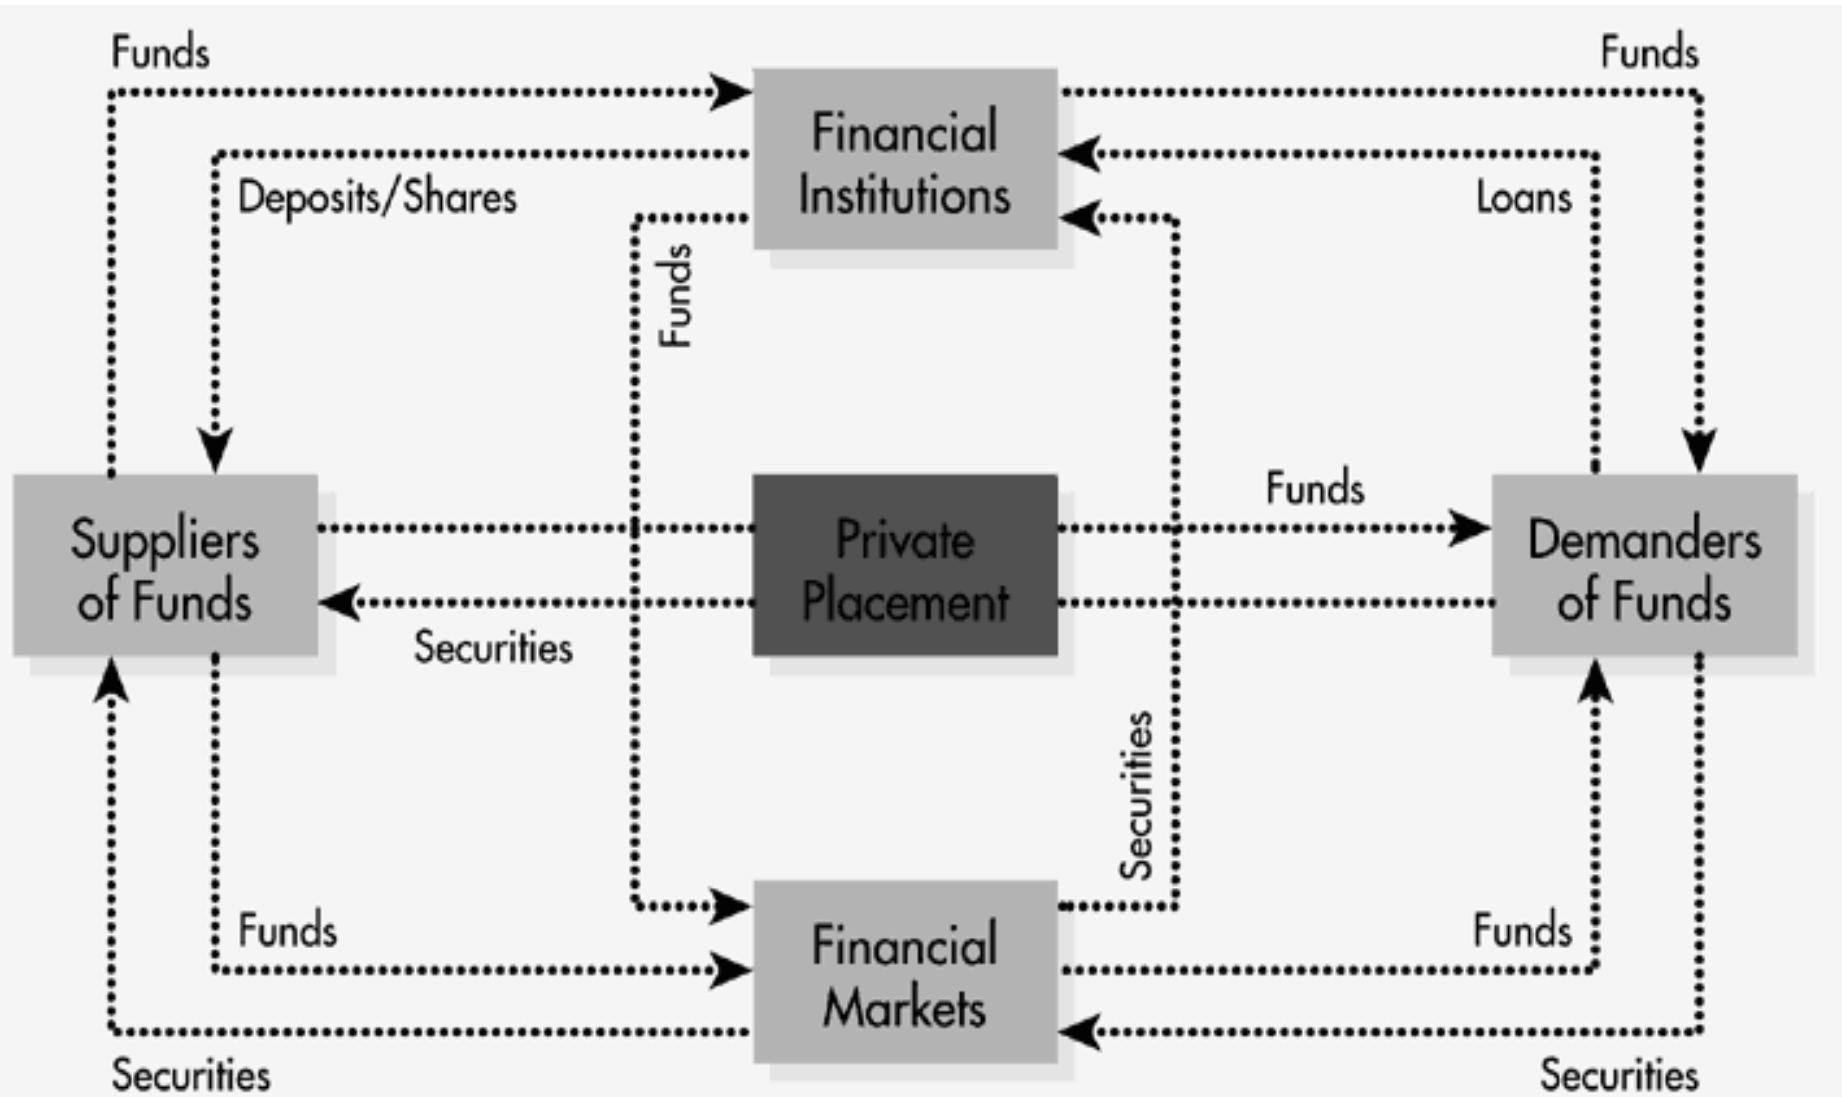 Funds
Funds
Financial
Institutions
Deposits/Shares
Loans
Funds
Suppliers
of Funds
Private
Placement
Funds
Demanders
of Funds
Securities
Securities
Funds
Financial
Markets
Funds
Securities
Securities